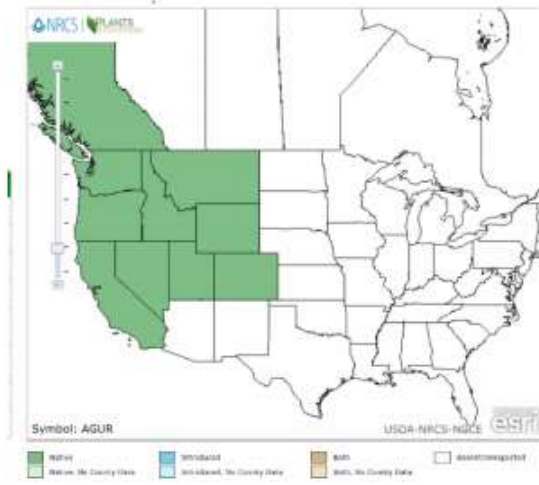 NRCS PLANTS
Symbol: AGUR
USDA-NRCS-NGCE
esri
Native
Introduced
Both
Absent/Unreported
Native, No County Data
Introduced, No County Data
Both, No County Data